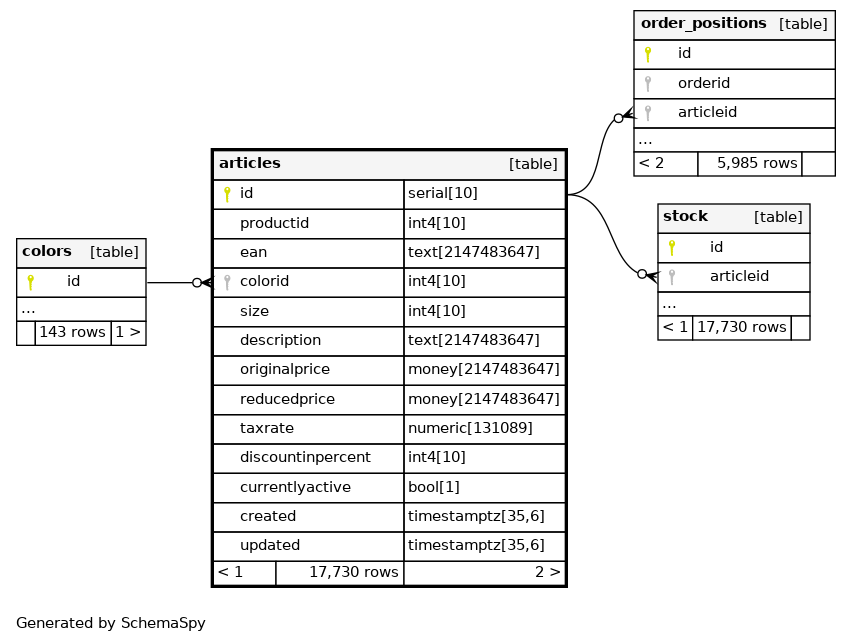 order_positions [table]
id
orderid
articleid
...
< 2 5,985 rows
articles [table]
id serial[10]
productid int4[10]
ean text[2147483647]
colorid int4[10]
size int4[10]
description text[2147483647]
originalprice money[2147483647]
reducedprice money[2147483647]
taxrate numeric[131089]
discountinpercent int4[10]
currentlyactive bool[1]
created timestamptz[35,6]
updated timestamptz[35,6]
< 1 17,730 rows 2 >
stock [table]
id
articleid
...
< 1 17,730 rows
colors [table]
id
...
143 rows 1 >
Generated by SchemaSpy